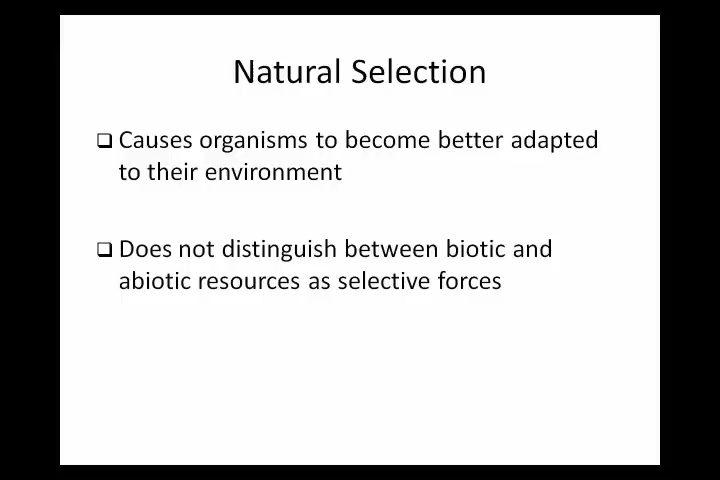 Natural Selection
❑ Causes organisms to become better adapted
to their environment
❑ Does not distinguish between biotic and
abiotic resources as selective forces